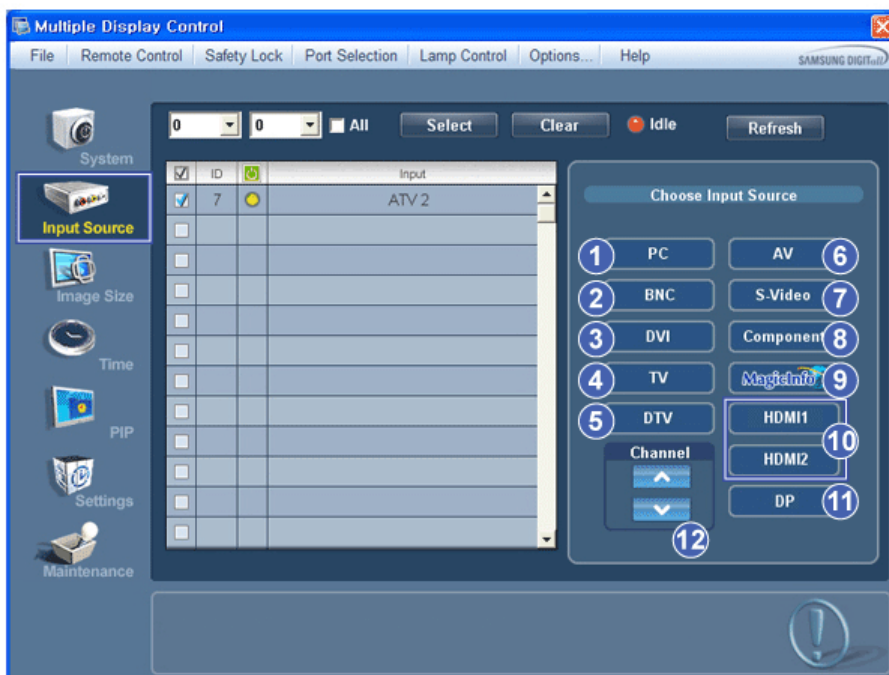 Multiple Display Control
File Remote Control Safety Lock Port Selection Lamp Control Options... Help SAMSUNG DIGITall
0 0 All Select Clear Idle Refresh
System
Input Source
Image Size
Time
PIP
Settings
Maintenance
ID Input
7 ATV 2
Choose Input Source
1 PC AV 6
2 BNC S-Video 7
3 DVI Component 8
4 TV MagicInfo 9
5 DTV HDMI1
10
Channel HDMI2
DP 11
12